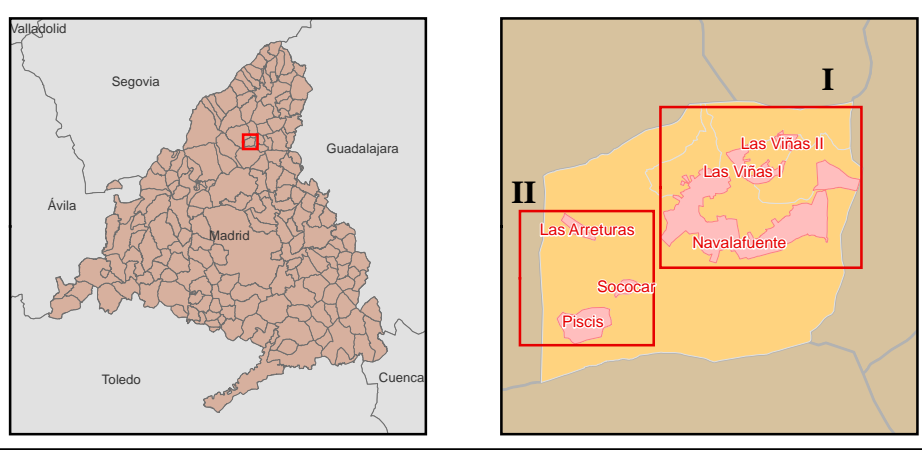 Valladolid
Segovia
Guadalajara
Ávila
Madrid
Toledo
Cuenca
I
Las Viñas II
Las Viñas I
II
Las Arreturas
Navalafuente
Sococar
Piscis